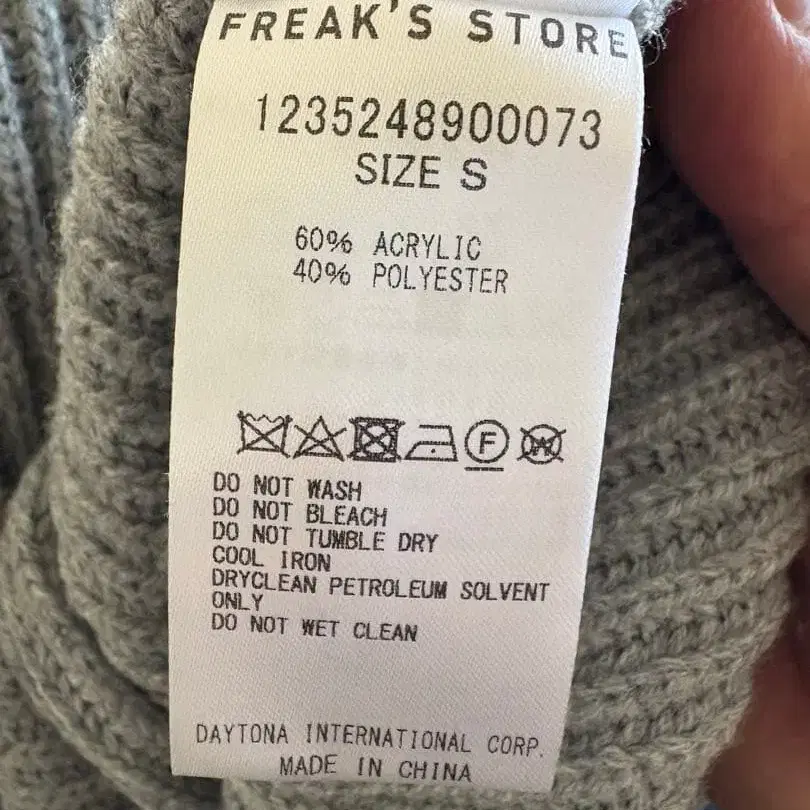 FREAK'S STORE
1235248900073
SIZE S
60% ACRYLIC
40% POLYESTER
F
W
DO NOT WASH
DO NOT BLEACH
DO NOT TUMBLE DRY
COOL IRON
DRYCLEAN PETROLEUM SOLVENT
ONLY
DO NOT WET CLEAN
DAYTONA INTERNATIONAL CORP.
MADE IN CHINA